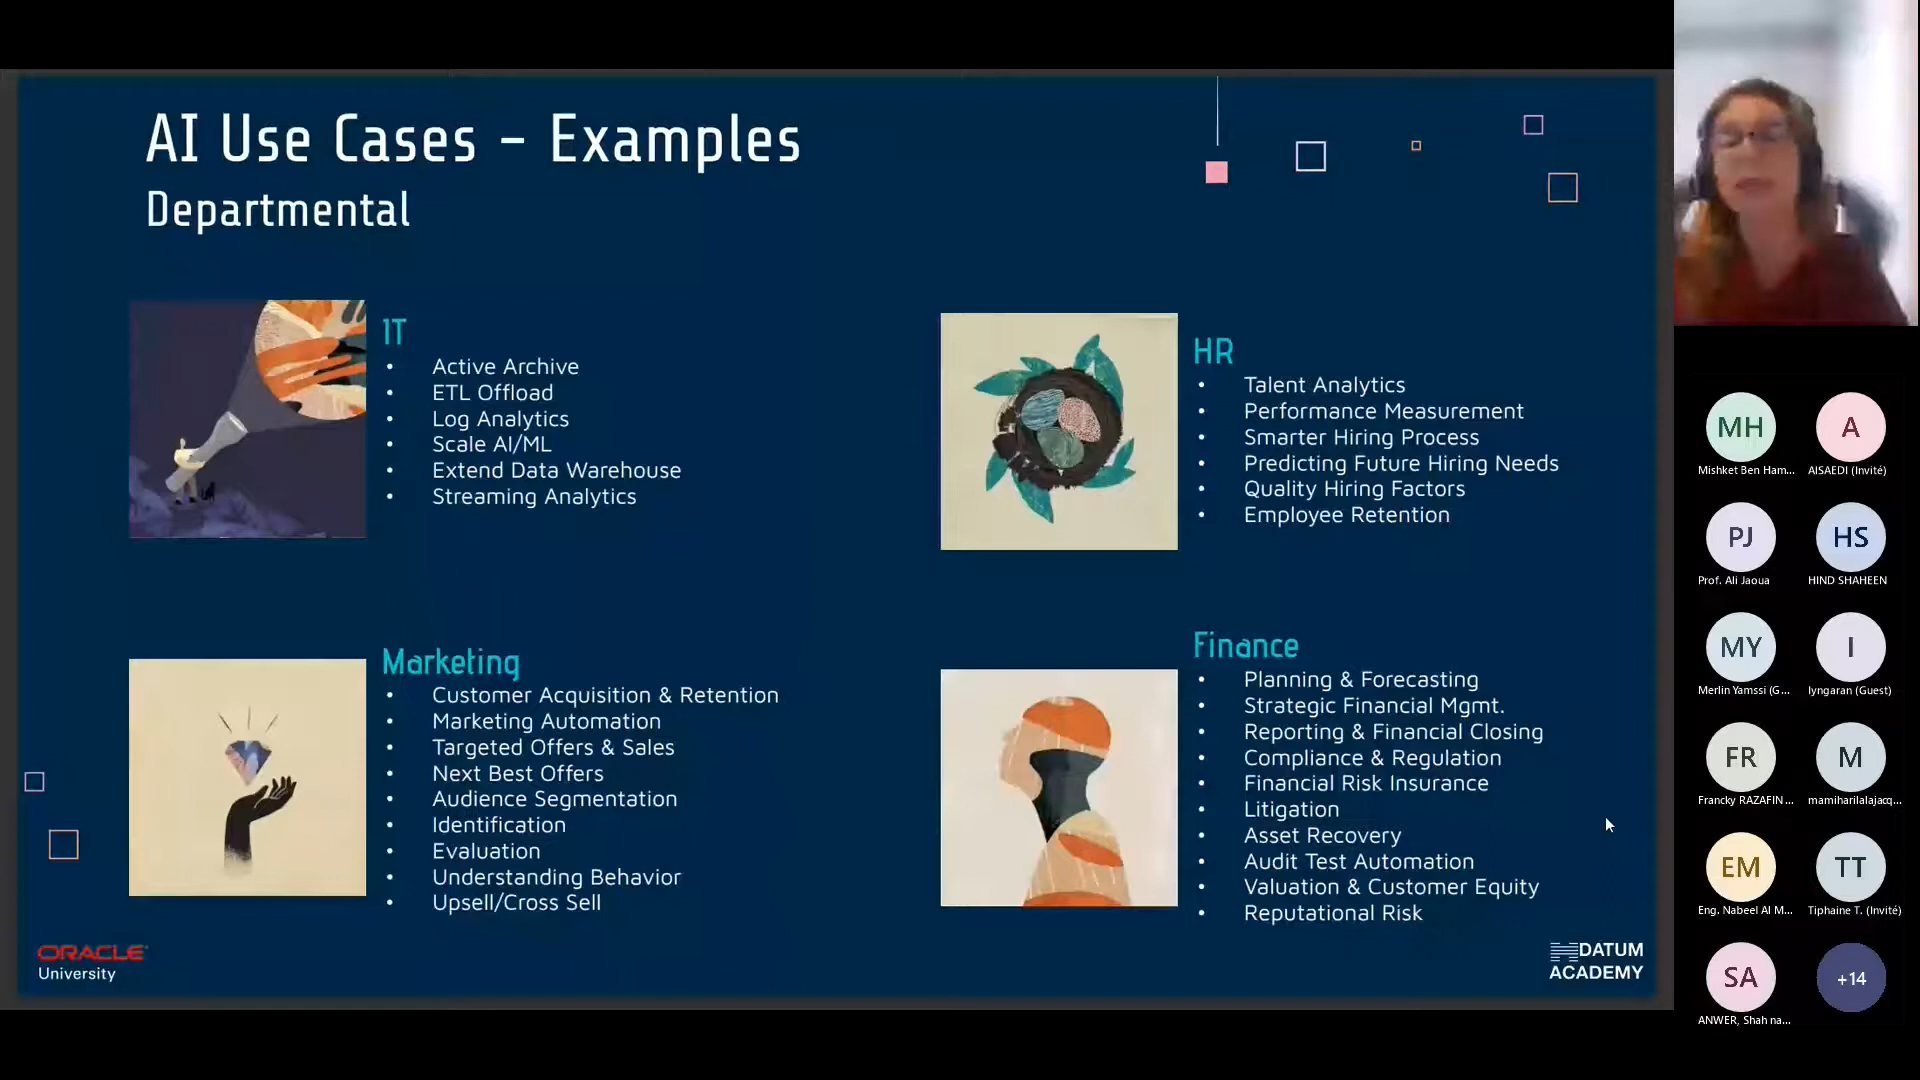 AI Use Cases – Examples
Departmental
IT
• Active Archive
• ETL Offload
• Log Analytics
• Scale AI/ML
• Extend Data Warehouse
• Streaming Analytics
HR
• Talent Analytics
• Performance Measurement
• Smarter Hiring Process
• Predicting Future Hiring Needs
• Quality Hiring Factors
• Employee Retention
Marketing
• Customer Acquisition & Retention
• Marketing Automation
• Targeted Offers & Sales
• Next Best Offers
• Audience Segmentation
• Identification
• Evaluation
• Understanding Behavior
• Upsell/Cross Sell
Finance
• Planning & Forecasting
• Strategic Financial Mgmt.
• Reporting & Financial Closing
• Compliance & Regulation
• Financial Risk Insurance
• Litigation
• Asset Recovery
• Audit Test Automation
• Valuation & Customer Equity
• Reputational Risk
ORACLE
University
DATUM
ACADEMY
MH
Mishket Ben Ham...
A
AISAEDI (Invité)
PJ
Prof. Ali Jaoua
HS
HIND SHAHEEN
MY
Merlin Yamssi (G...
I
Iyngaran (Guest)
FR
Francky RAZAFIN...
M
mamiharilalajacq...
EM
Eng. Nabeel Al M...
TT
Tiphaine T. (Invité)
SA
ANWER, Shah na...
+14